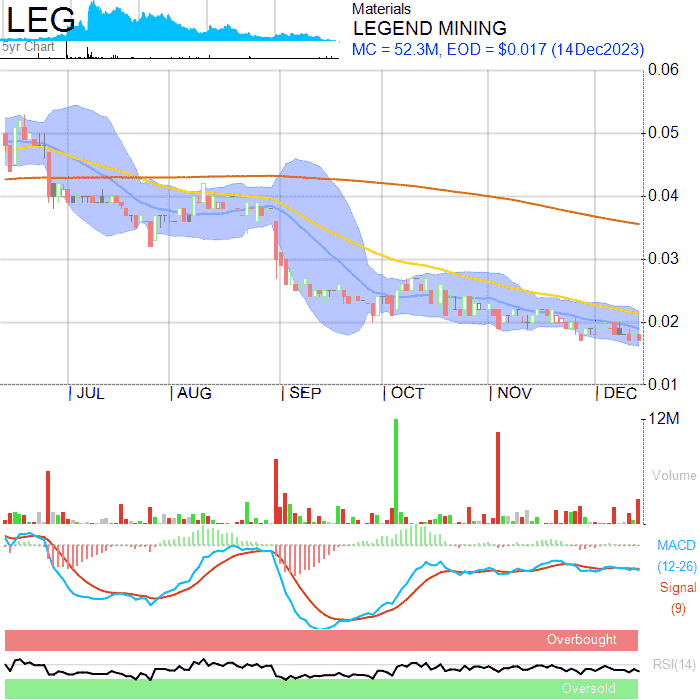 LEG
5yr Chart
Materials
LEGEND MINING
MC = 52.3M, EOD = $0.017 (14Dec2023)
0.06
0.05
0.04
0.03
0.02
0.01
JUL
AUG
SEP
OCT
NOV
DEC
12M
Volume
MACD
(12-26)
Signal
(9)
Overbought
RSI(14)
Oversold